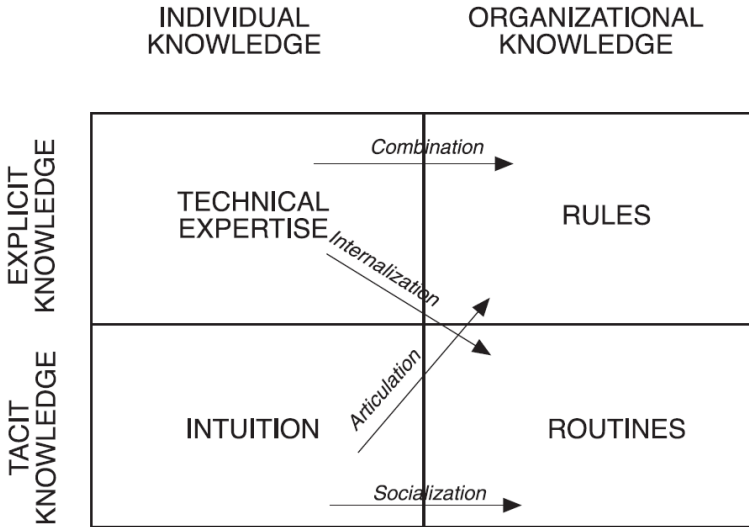 INDIVIDUAL
KNOWLEDGE
ORGANIZATIONAL
KNOWLEDGE
EXPLICIT
KNOWLEDGE
Combination
TECHNICAL
EXPERTISE
RULES
Internalization
TACIT
KNOWLEDGE
Articulation
INTUITION
ROUTINES
Socialization